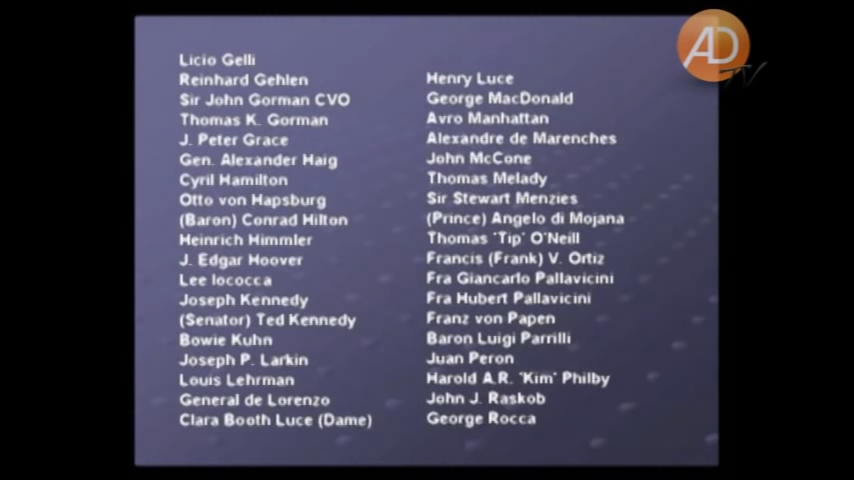 AD
TV
Licio Gelli
Reinhard Gehlen
Sir John Gorman CVO
Thomas K. Gorman
J. Peter Grace
Gen. Alexander Haig
Cyril Hamilton
Otto von Hapsburg
(Baron) Conrad Hilton
Heinrich Himmler
J. Edgar Hoover
Lee Iococca
Joseph Kennedy
(Senator) Ted Kennedy
Bowie Kuhn
Joseph P. Larkin
Louis Lehrman
General de Lorenzo
Clara Booth Luce (Dame)
Henry Luce
George MacDonald
Avro Manhattan
Alexandre de Marenches
John McCone
Thomas Melady
Sir Stewart Menzies
(Prince) Angelo di Mojana
Thomas 'Tip' O'Neill
Francis (Frank) V. Ortiz
Fra Giancarlo Pallavicini
Fra Hubert Pallavicini
Franz von Papen
Baron Luigi Parrilli
Juan Peron
Harold A.R. 'Kim' Philby
John J. Raskob
George Rocca